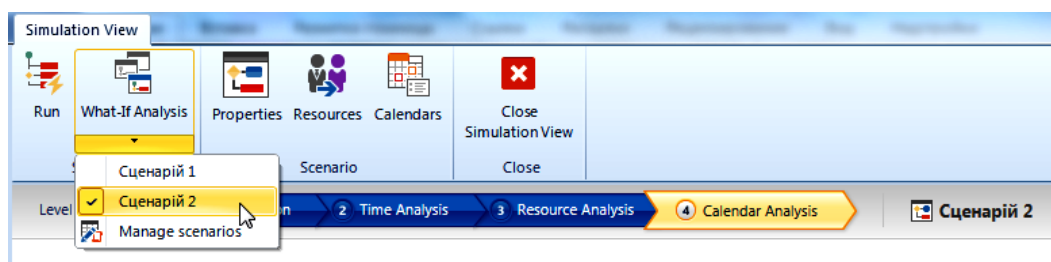 Simulation View
Run
What-If Analysis
Properties
Resources
Calendars
Close
Simulation View
Scenario
Close
Сценарій 1
Сценарій 2
Manage scenarios
Level
2 Time Analysis
3 Resource Analysis
4 Calendar Analysis
Сценарій 2